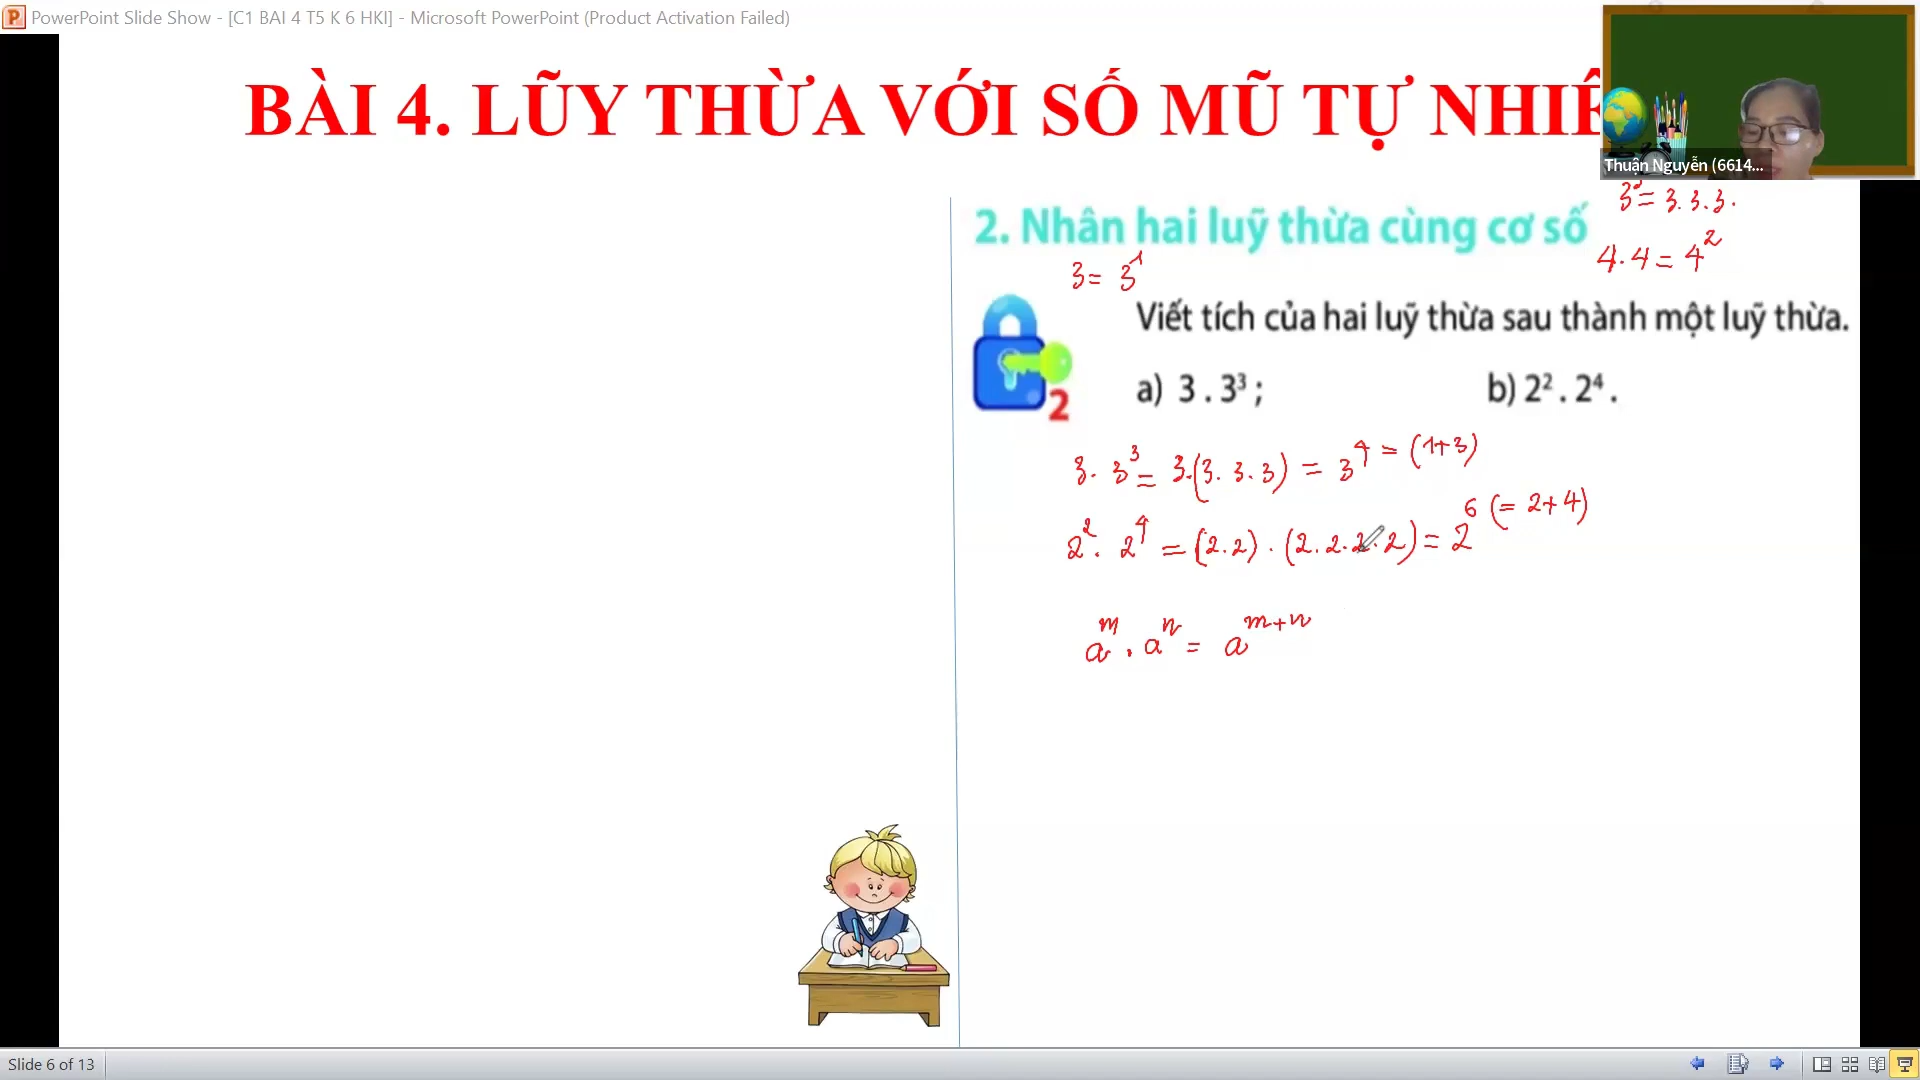 PowerPoint Slide Show - [C1 BAI 4 T5 K 6 HKI] - Microsoft PowerPoint (Product Activation Failed)
BÀI 4. LŨY THỪA VỚI SỐ MŨ TỰ NHIÊ
Thuận Nguyễn (6614...
3³ = 3.3.3.
2. Nhân hai luỹ thừa cùng cơ số
4.4 = 4²
3 = 3¹
Viết tích của hai luỹ thừa sau thành một luỹ thừa.
2
a) 3 . 3³ ;
b) 2² . 2⁴ .
3. 3³ = 3.(3.3.3) = 3⁴ = (1+3)
2² . 2⁴ = (2.2) . (2.2.2.2) = 2⁶ (= 2+4)
aᵐ . aⁿ = aᵐ⁺ⁿ
Slide 6 of 13